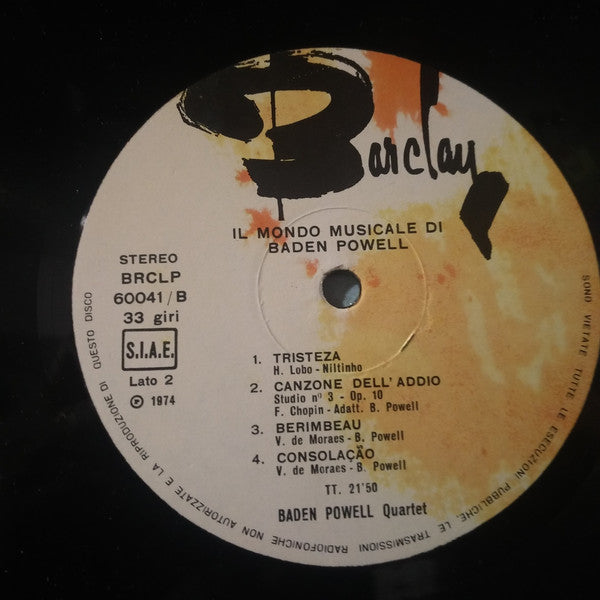 Barclay
IL MONDO MUSICALE DI
BADEN POWELL
STEREO
BRCLP
60041/B
33 giri
S.I.A.E.
Lato 2
℗ 1974
1. TRISTEZA
H. Lobo - Niltinho
2. CANZONE DELL'ADDIO
Studio nº 3 - Op. 10
F. Chopin - Adatt. B. Powell
3. BERIMBEAU
V. de Moraes - B. Powell
4. CONSOLAÇÃO
V. de Moraes - B. Powell
TT. 21'50
BADEN POWELL Quartet
SONO VIETATE TUTTE LE ESECUZIONI PUBBLICHE, LE TRASMISSIONI RADIOFONICHE NON AUTORIZZATE E LA RIPRODUZIONE DI QUESTO DISCO